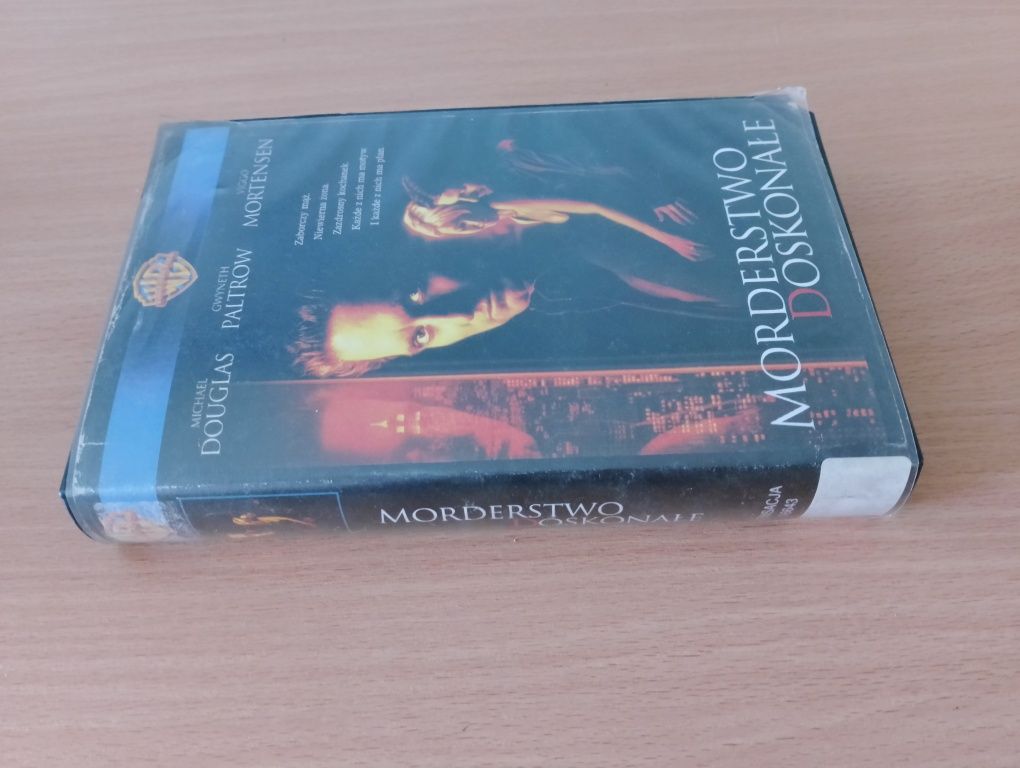 MICHAEL
DOUGLAS
GWYNETH
PALTROW
VIGGO
MORTENSEN
Zaborczy mąż.
Niewierna żona.
Zazdrosny kochanek.
Każde z nich ma motyw
I każde z nich ma plan
MORDERSTWO
DOSKONAŁE
MORDERSTWO
DOSKONAŁE